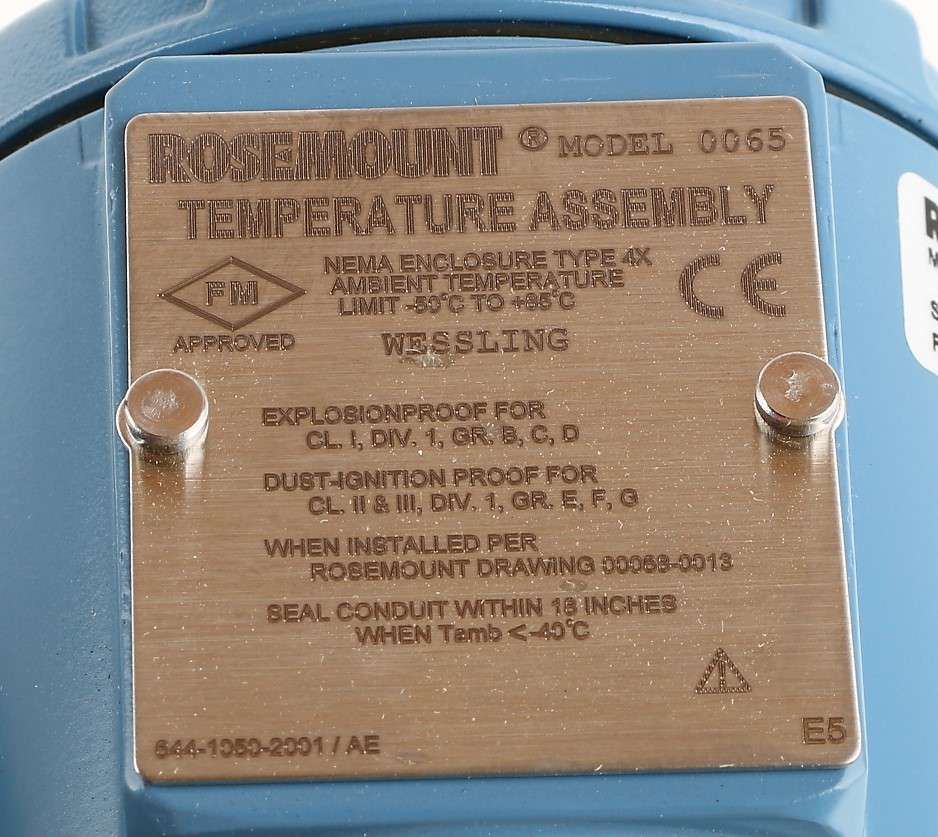 ROSEMOUNT ® MODEL 0065
TEMPERATURE ASSEMBLY
NEMA ENCLOSURE TYPE 4X
AMBIENT TEMPERATURE
LIMIT -50°C TO +85°C
FM
APPROVED
CE
WESSLING
EXPLOSIONPROOF FOR
CL. I, DIV. 1, GR. B, C, D
DUST-IGNITION PROOF FOR
CL. II & III, DIV. 1, GR. E, F, G
WHEN INSTALLED PER
ROSEMOUNT DRAWING 00068-0013
SEAL CONDUIT WITHIN 18 INCHES
WHEN Tamb <-40°C
644-1050-2001 / AE
E5